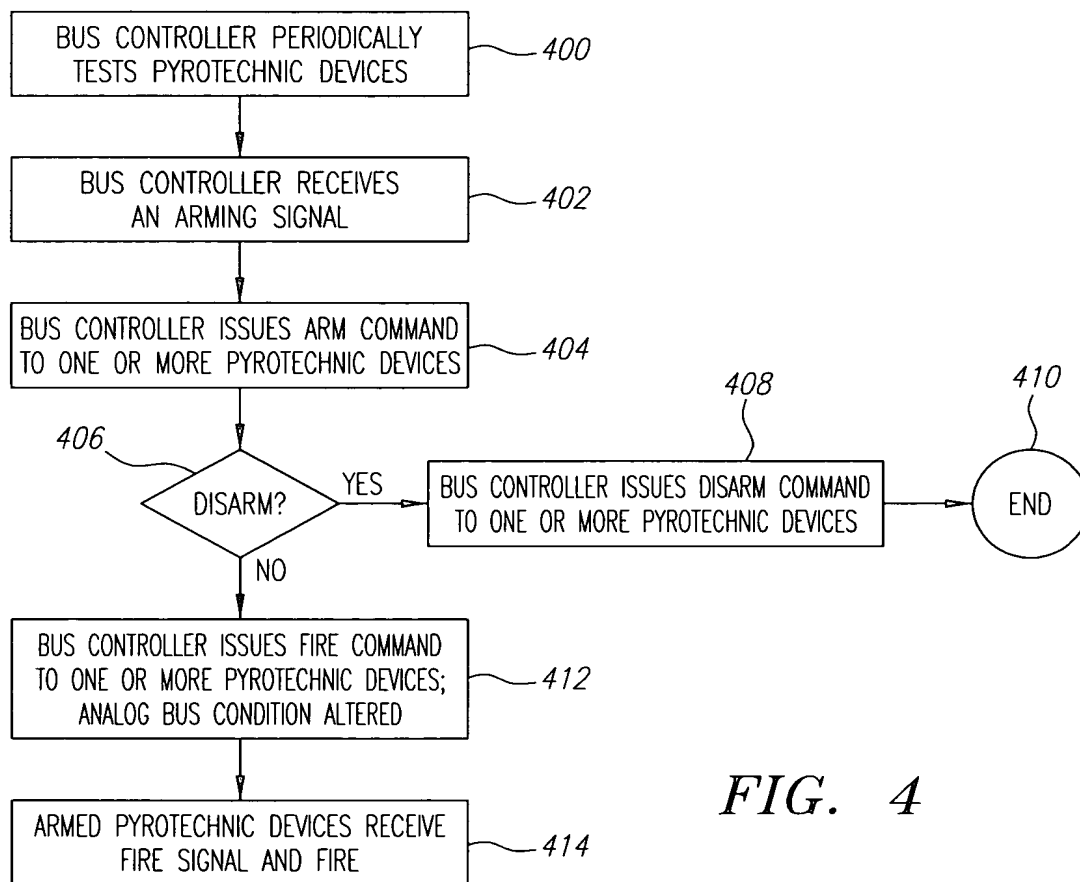 BUS CONTROLLER PERIODICALLY
TESTS PYROTECHNIC DEVICES
400
BUS CONTROLLER RECEIVES
AN ARMING SIGNAL
402
BUS CONTROLLER ISSUES ARM COMMAND
TO ONE OR MORE PYROTECHNIC DEVICES
404
406
DISARM?
YES
408
BUS CONTROLLER ISSUES DISARM COMMAND
TO ONE OR MORE PYROTECHNIC DEVICES
410
END
NO
BUS CONTROLLER ISSUES FIRE COMMAND
TO ONE OR MORE PYROTECHNIC DEVICES;
ANALOG BUS CONDITION ALTERED
412
ARMED PYROTECHNIC DEVICES RECEIVE
FIRE SIGNAL AND FIRE
414
FIG. 4